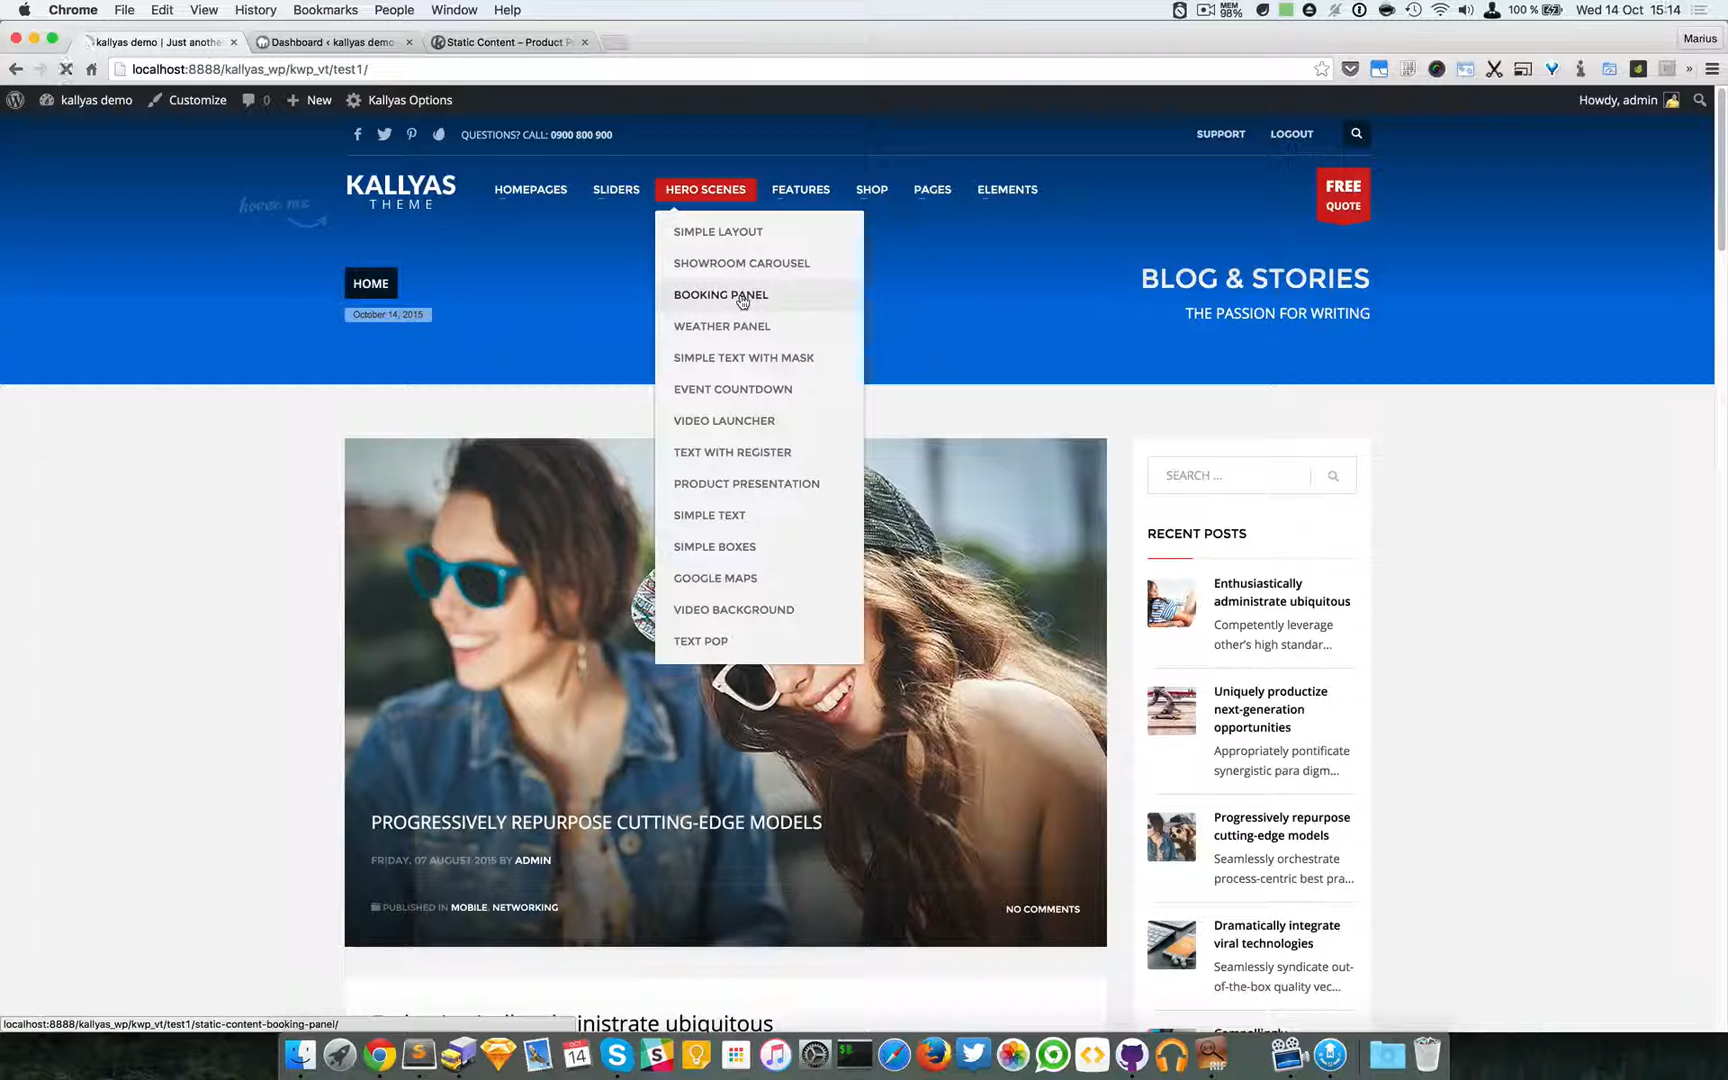 Chrome File Edit View History Bookmarks People Window Help
MEM 98% 100 % Wed 14 Oct 15:14
kallyas demo | Just anothe
Dashboard ‹ kallyas demo
Static Content – Product P
Marius
localhost:8888/kallyas_wp/kwp_vt/test1/
kallyas demo Customize 0 New Kallyas Options
Howdy, admin
QUESTIONS? CALL: 0900 800 900
SUPPORT LOGOUT
KALLYAS
THEME
hover me
HOMEPAGES SLIDERS HERO SCENES FEATURES SHOP PAGES ELEMENTS
FREE
QUOTE
SIMPLE LAYOUT
SHOWROOM CAROUSEL
BOOKING PANEL
WEATHER PANEL
SIMPLE TEXT WITH MASK
EVENT COUNTDOWN
VIDEO LAUNCHER
TEXT WITH REGISTER
PRODUCT PRESENTATION
SIMPLE TEXT
SIMPLE BOXES
GOOGLE MAPS
VIDEO BACKGROUND
TEXT POP
HOME
October 14, 2015
BLOG & STORIES
THE PASSION FOR WRITING
PROGRESSIVELY REPURPOSE CUTTING-EDGE MODELS
FRIDAY, 07 AUGUST 2015 BY ADMIN
PUBLISHED IN MOBILE, NETWORKING
NO COMMENTS
SEARCH ...
RECENT POSTS
Enthusiastically
administrate ubiquitous
Competently leverage
other's high standar...
Uniquely productize
next-generation
opportunities
Appropriately pontificate
synergistic para digm...
Progressively repurpose
cutting-edge models
Seamlessly orchestrate
process-centric best pra...
Dramatically integrate
viral technologies
Seamlessly syndicate out-
of-the-box quality vec...
ubiquitous
localhost:8888/kallyas_wp/kwp_vt/test1/static-content-booking-panel/
14